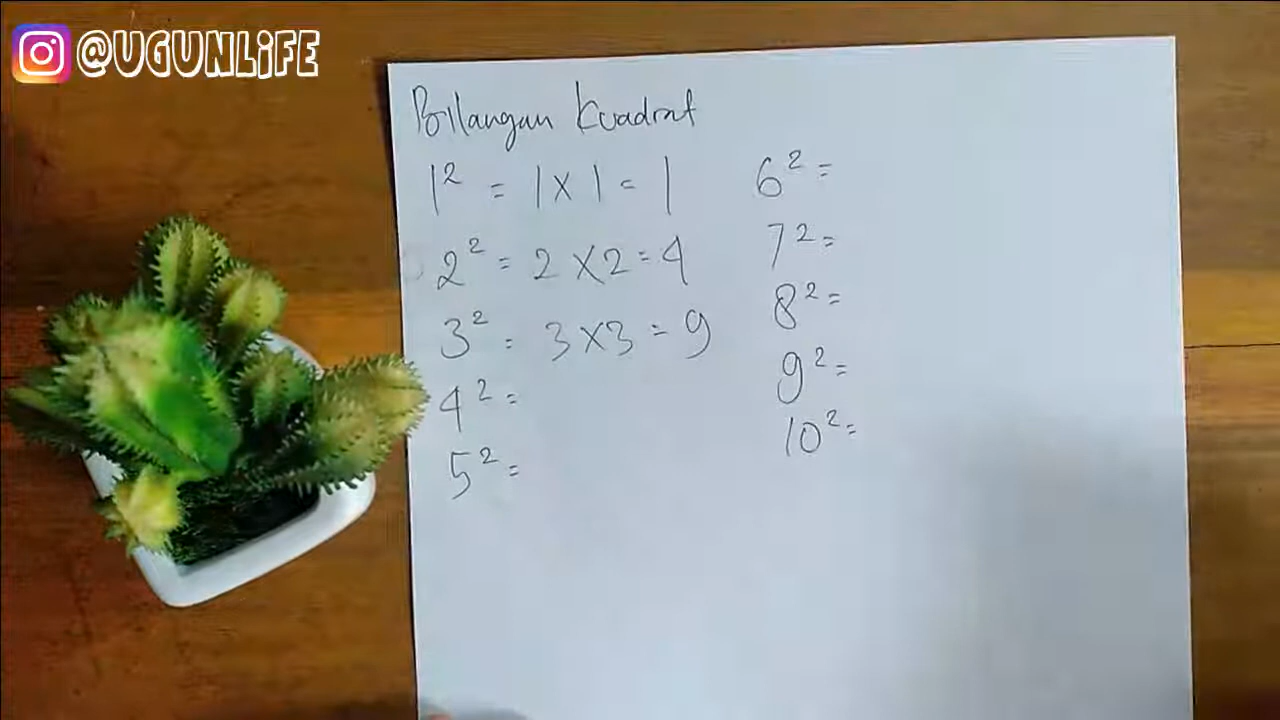 @UGUNLiFE
Bilangan Kuadrat
1² = 1 x 1 = 1
2² = 2 x 2 = 4
3² = 3 x 3 = 9
4² =
5² =
6² =
7² =
8² =
9² =
10² =